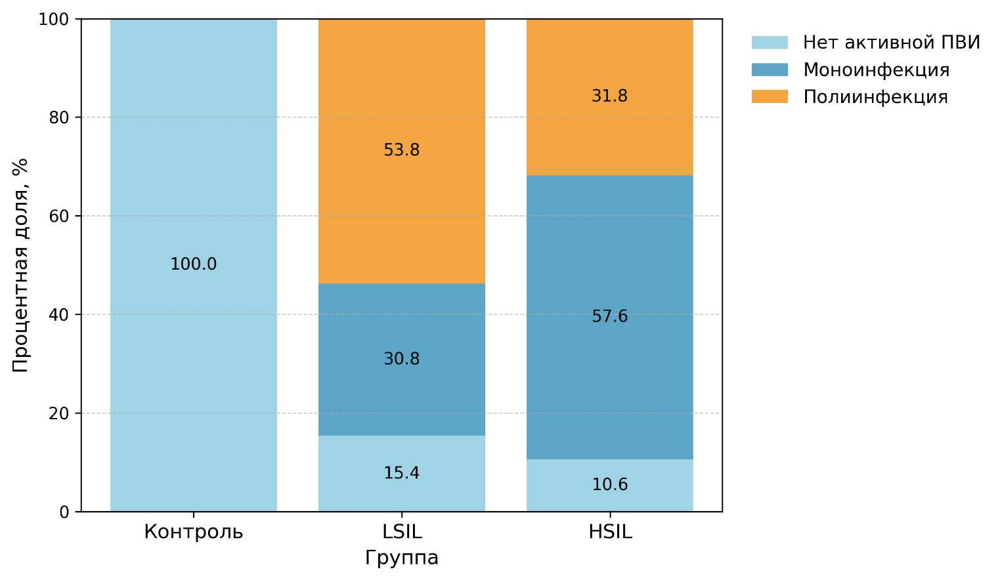 100
80
60
40
20
0
Процентная доля, %
100.0
53.8
30.8
15.4
31.8
57.6
10.6
Контроль
LSIL
HSIL
Группа
Нет активной ПВИ
Моноинфекция
Полиинфекция